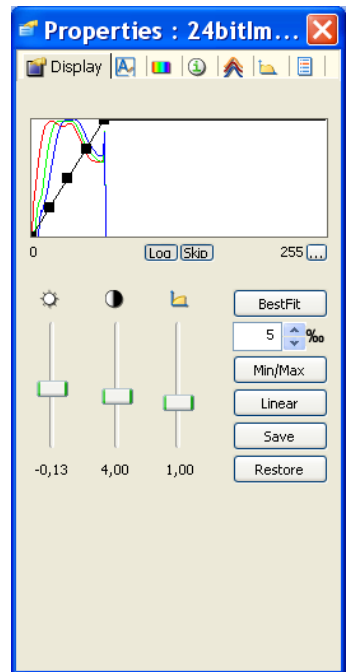 Properties : 24bitIm...
Display
0 Log Skip 255 ...
BestFit
5 ‰
Min/Max
Linear
Save
-0,13 4,00 1,00 Restore